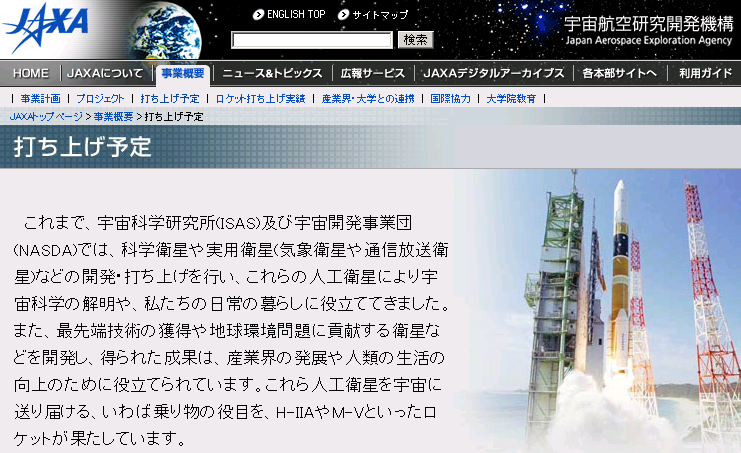 JAXA
ENGLISH TOP
サイトマップ
検索
宇宙航空研究開発機構
Japan Aerospace Exploration Agency
HOME
JAXAについて
事業概要
ニュース&トピックス
広報サービス
JAXAデジタルアーカイブス
各本部サイトへ
利用ガイド
| 事業計画 | プロジェクト | 打ち上げ予定 | ロケット打ち上げ実績 | 産業界・大学との連携 | 国際協力 | 大学院教育 |
JAXAトップページ > 事業概要 > 打ち上げ予定
打ち上げ予定
これまで、宇宙科学研究所(ISAS)及び宇宙開発事業団
(NASDA)では、科学衛星や実用衛星(気象衛星や通信放送衛
星)などの開発・打ち上げを行い、これらの人工衛星により宇
宙科学の解明や、私たちの日常の暮らしに役立ててきました。
また、最先端技術の獲得や地球環境問題に貢献する衛星な
どを開発し、得られた成果は、産業界の発展や人類の生活の
向上のために役立てられています。これら人工衛星を宇宙に
送り届ける、いわば乗り物の役目を、H-IIAやM-Vといったロ
ケットが果たしています。